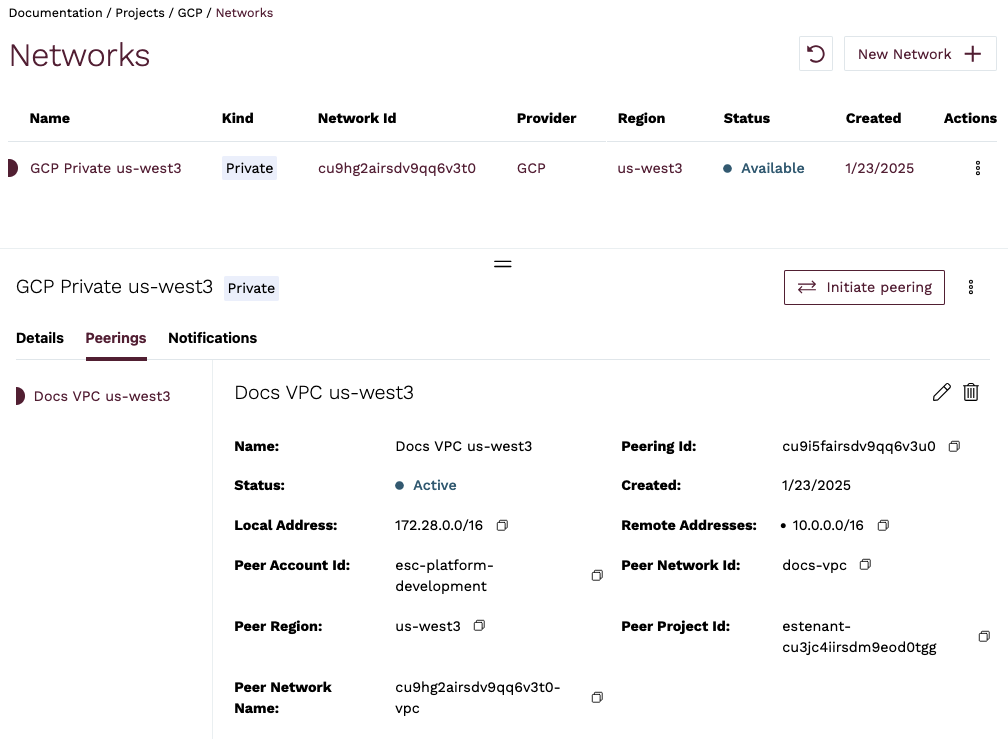 Documentation / Projects / GCP / Networks
Networks
New Network
Name Kind Network Id Provider Region Status Created Actions
GCP Private us-west3 Private cu9hg2airsdv9qq6v3t0 GCP us-west3 Available 1/23/2025
GCP Private us-west3 Private
Initiate peering
Details Peerings Notifications
Docs VPC us-west3
Docs VPC us-west3
Name: Docs VPC us-west3 Peering Id: cu9i5fairsdv9qq6v3u0
Status: Active Created: 1/23/2025
Local Address: 172.28.0.0/16 Remote Addresses: • 10.0.0.0/16
Peer Account Id: esc-platform-
development
Peer Network Id: docs-vpc
Peer Region: us-west3 Peer Project Id: estenant-
cu3jc4iirsdm9eod0tgg
Peer Network
Name:
cu9hg2airsdv9qq6v3t0-
vpc